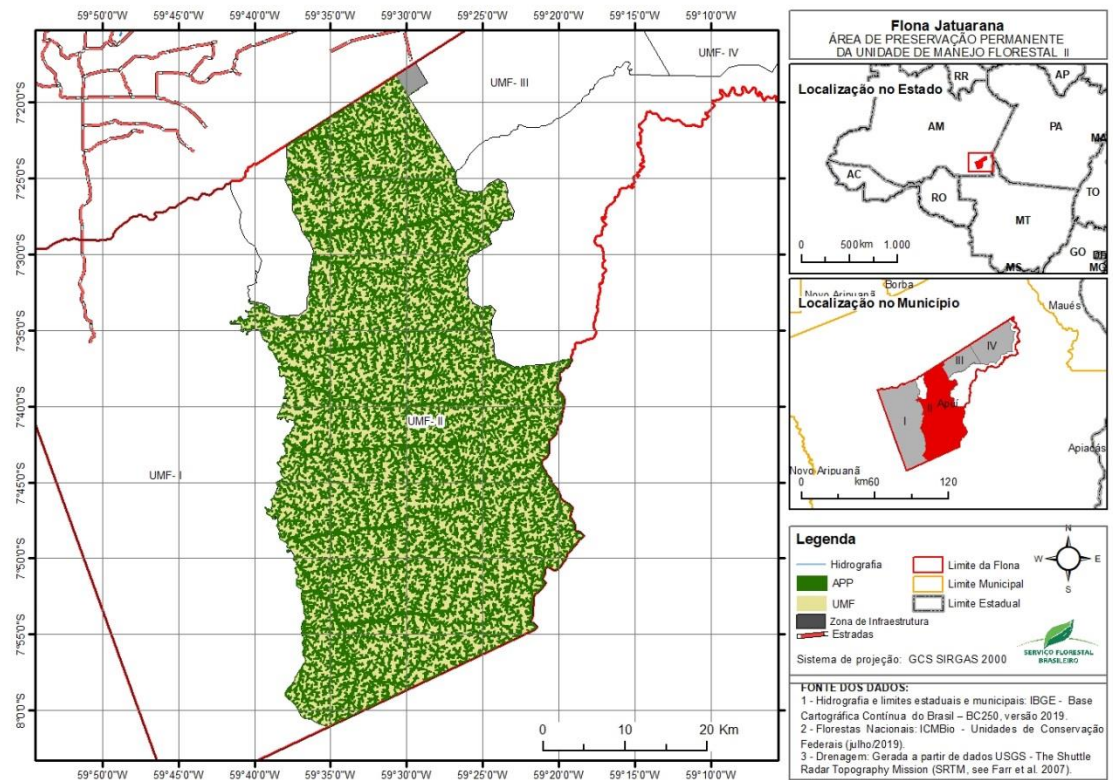 59°50'0"W 59°45'0"W 59°40'0"W 59°35'0"W 59°30'0"W 59°25'0"W 59°20'0"W 59°15'0"W 59°10'0"W
7°20'0"S
7°25'0"S
7°30'0"S
7°35'0"S
7°40'0"S
7°45'0"S
7°50'0"S
7°55'0"S
8°0'0"S
UMF- IV
UMF- III
UMF- II
UMF- I
0 10 20 Km
59°50'0"W 59°45'0"W 59°40'0"W 59°35'0"W 59°30'0"W 59°25'0"W 59°20'0"W 59°15'0"W 59°10'0"W
Flona Jatuarana
ÁREA DE PRESERVAÇÃO PERMANENTE
DA UNIDADE DE MANEJO FLORESTAL II
Localização no Estado
RR
AP
AM
PA
MA
AC
RO
TO
MT
GO
MS
MG
0 500 km 1.000
Localização no Município
Novo Aripuanã
Borba
Maués
IV
III
II
Apuí
I
Apiacás
Novo Aripuanã
0 km 60 120
Legenda
Hidrografia
APP
UMF
Zona de Infraestrutura
Estradas
Limite da Flona
Limite Municipal
Limite Estadual
N
W E
S
SERVIÇO FLORESTAL
BRASILEIRO
Sistema de projeção: GCS SIRGAS 2000
FONTE DOS DADOS:
1 - Hidrografia e limites estaduais e municipais: IBGE - Base
Cartográfica Contínua do Brasil – BC250, versão 2019.
2 - Florestas Nacionais: ICMBio - Unidades de Conservação
Federais (julho/2019).
3 - Drenagem: Gerada a partir de dados USGS - The Shuttle
Radar Topography Mission (SRTM, see Farr et al. 2007).